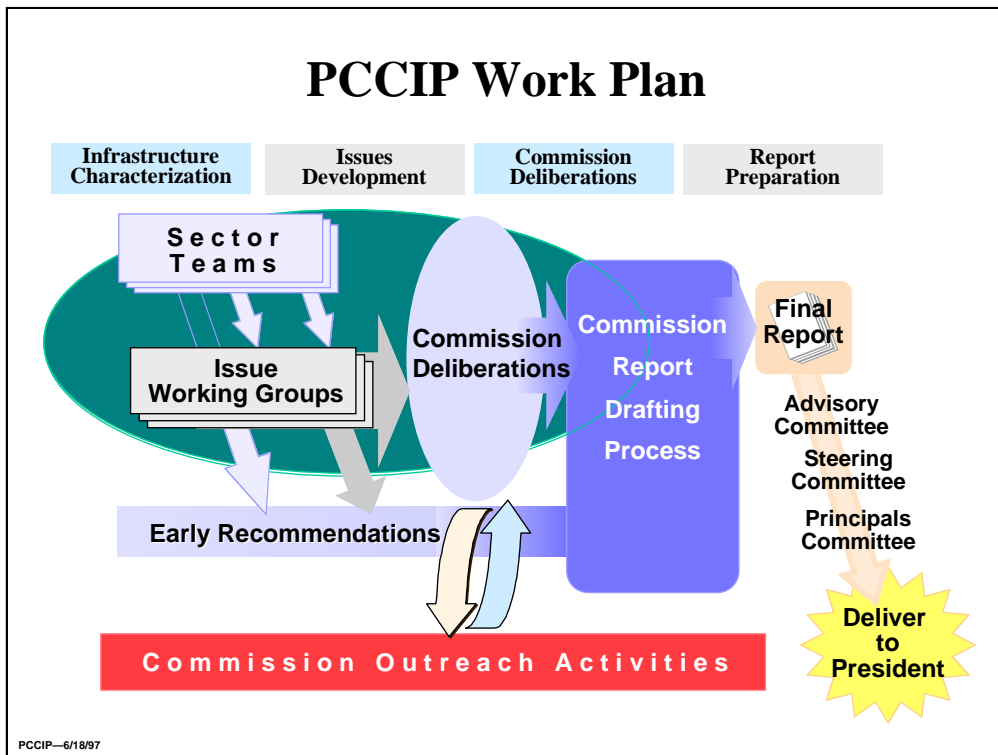 PCCIP Work Plan
Infrastructure
Characterization
Issues
Development
Commission
Deliberations
Report
Preparation
Sector
Teams
Issue
Working Groups
Commission
Deliberations
Commission
Report
Drafting
Process
Final
Report
Advisory
Committee
Steering
Committee
Principals
Committee
Early Recommendations
Deliver
to
President
Commission Outreach Activities
PCCIP—6/18/97